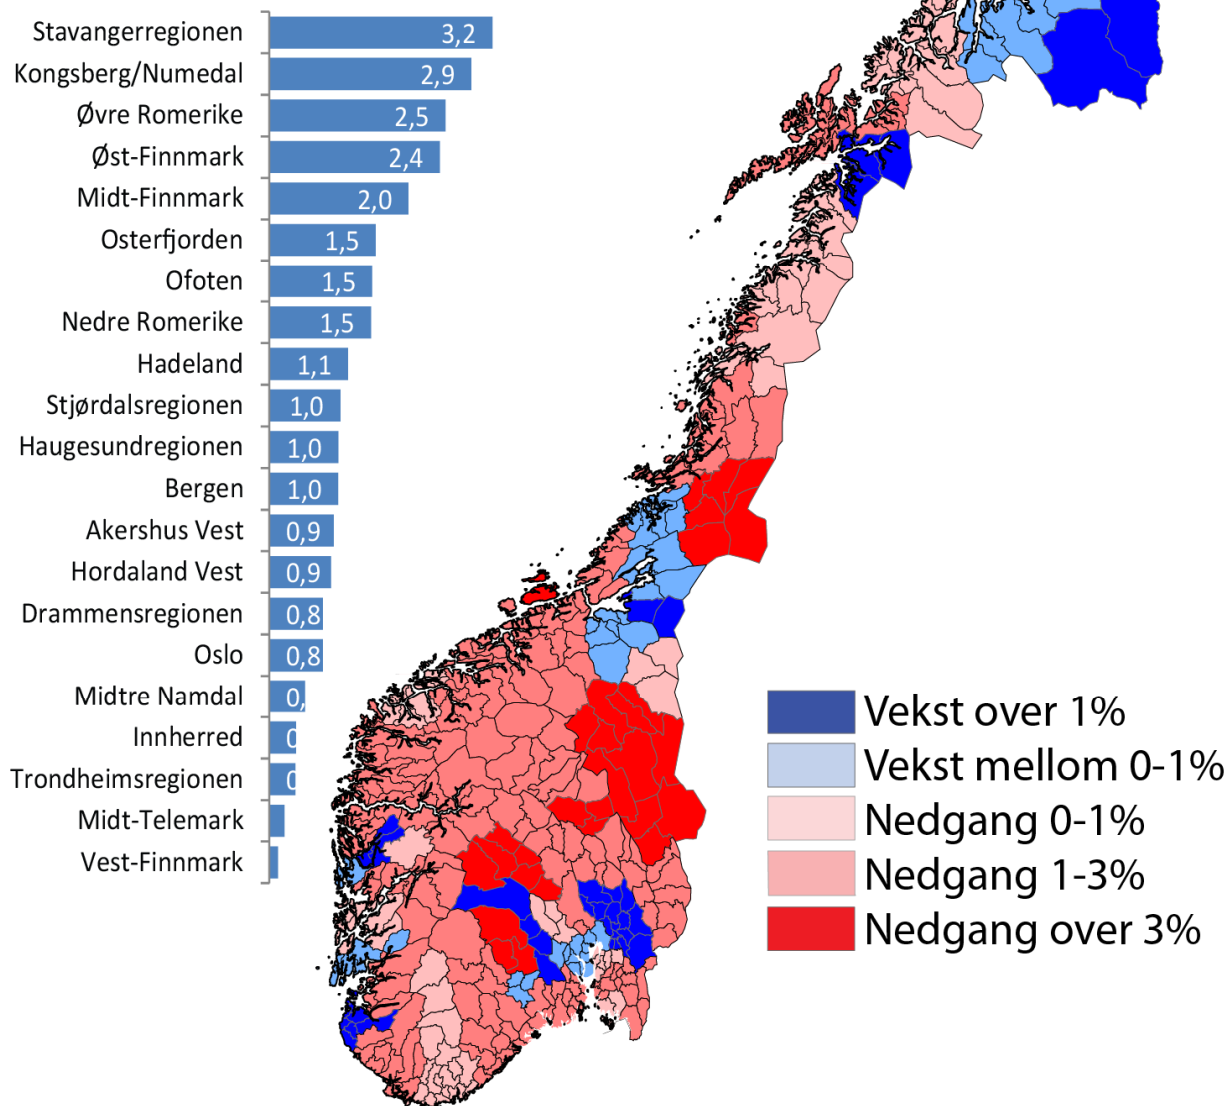 Stavangerregionen 3,2
Kongsberg/Numedal 2,9
Øvre Romerike 2,5
Øst-Finnmark 2,4
Midt-Finnmark 2,0
Osterfjorden 1,5
Ofoten 1,5
Nedre Romerike 1,5
Hadeland 1,1
Stjørdalsregionen 1,0
Haugesundregionen 1,0
Bergen 1,0
Akershus Vest 0,9
Hordaland Vest 0,9
Drammensregionen 0,8
Oslo 0,8
Midtre Namdal 0,
Innherred 0
Trondheimsregionen 0
Midt-Telemark
Vest-Finnmark
Vekst over 1%
Vekst mellom 0-1%
Nedgang 0-1%
Nedgang 1-3%
Nedgang over 3%